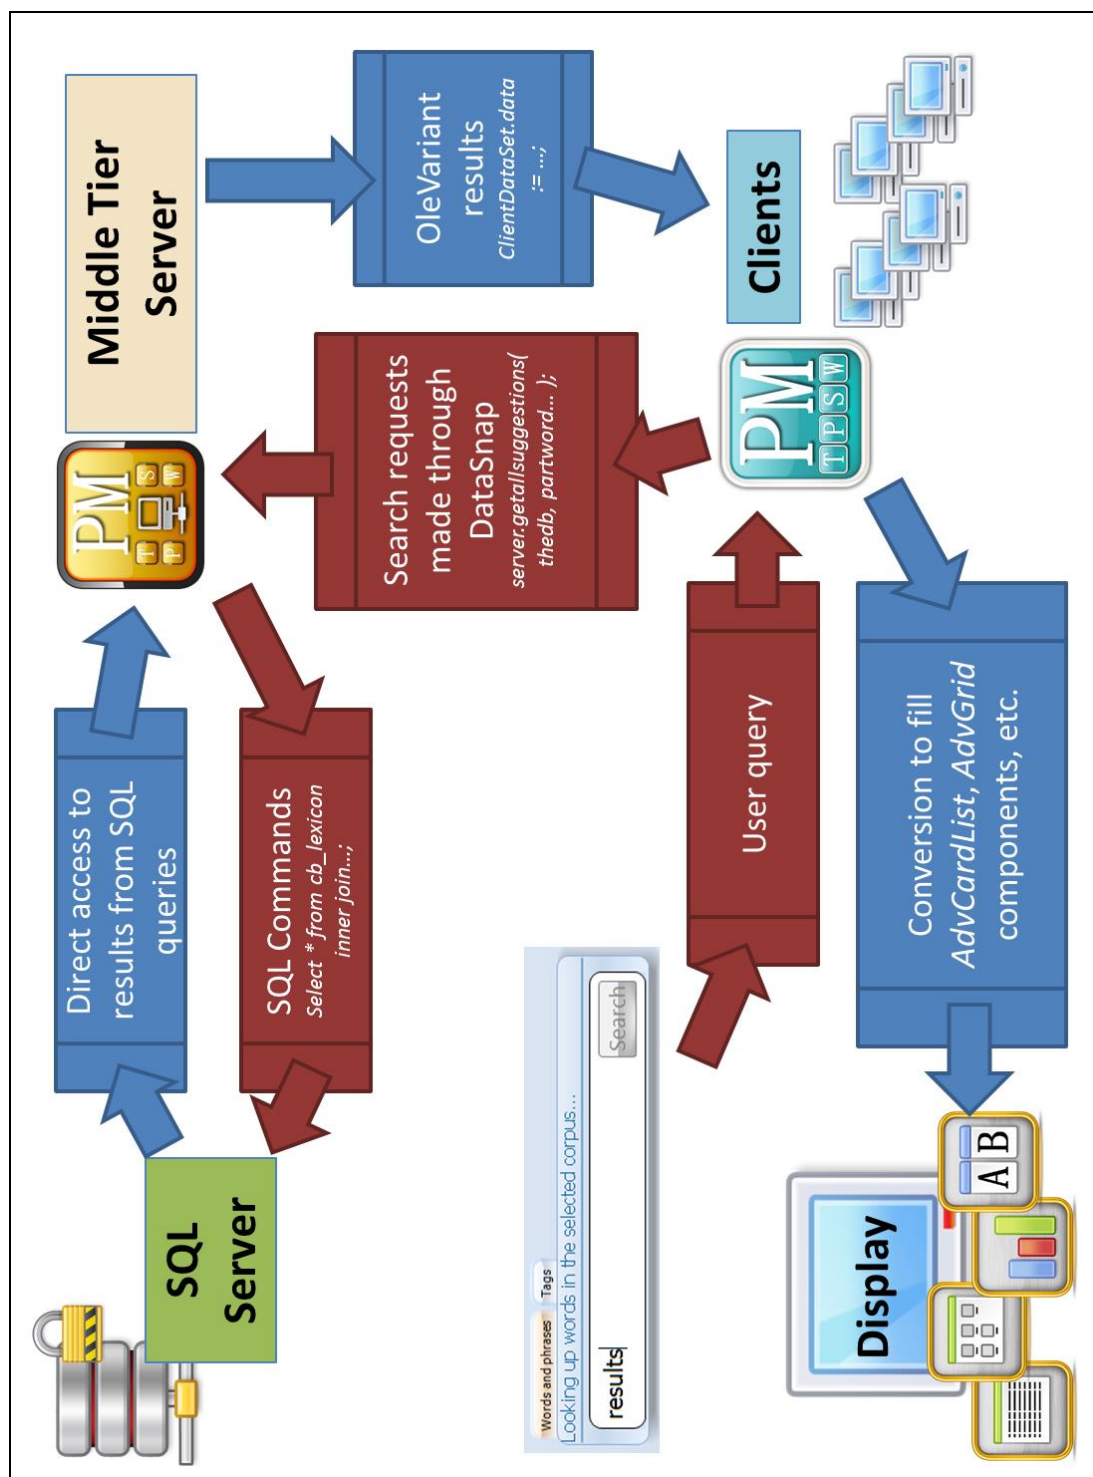 SQL
Server
Direct access to
results from SQL
queries
SQL Commands
Select * from cb_lexicon
inner join...;
PM
T S
P W
Middle Tier
Server
Search requests
made through
DataSnap
server.getallsuggestions(
thedb, partword... );
OleVariant
results
ClientDataSet.data
:= ...;
Words and phrases Tags
Looking up words in the selected corpus...
results
Search
User query
PM
T P S W
Clients
Conversion to fill
AdvCardList, AdvGrid
components, etc.
Display
A B